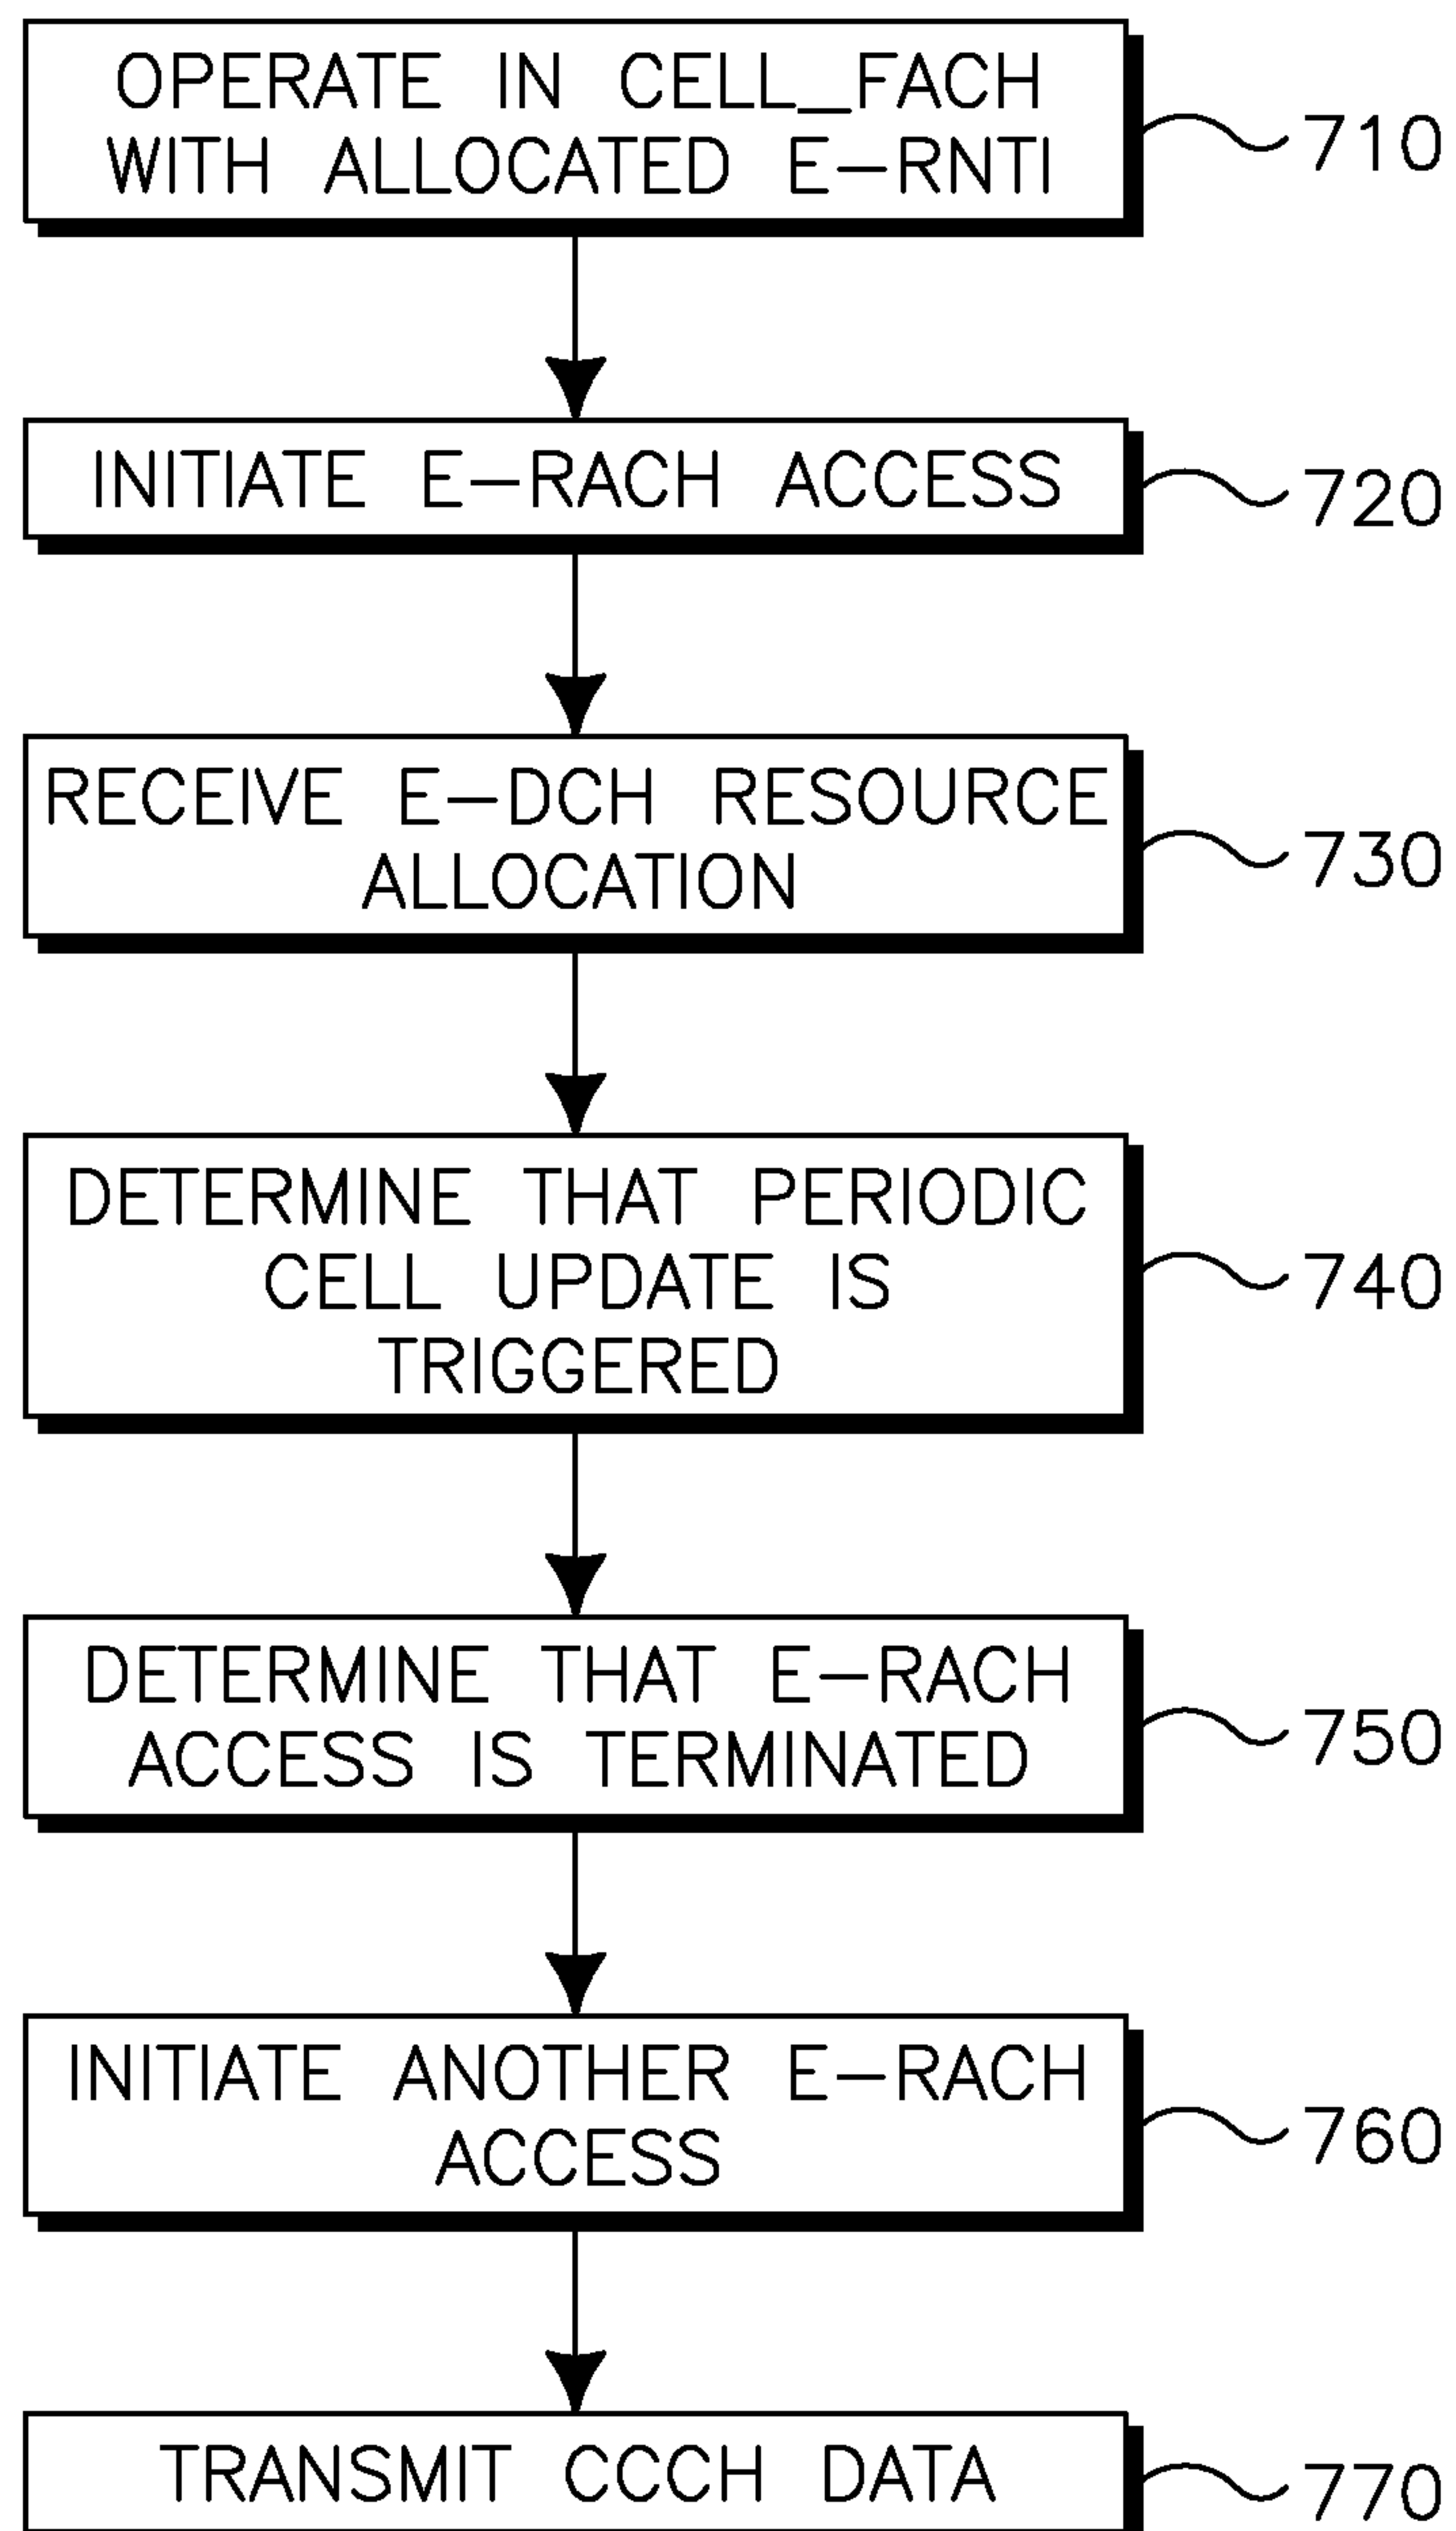 OPERATE IN CELL_FACH
WITH ALLOCATED E-RNTI
710
INITIATE E-RACH ACCESS
720
RECEIVE E-DCH RESOURCE
ALLOCATION
730
DETERMINE THAT PERIODIC
CELL UPDATE IS
TRIGGERED
740
DETERMINE THAT E-RACH
ACCESS IS TERMINATED
750
INITIATE ANOTHER E-RACH
ACCESS
760
TRANSMIT CCCH DATA
770